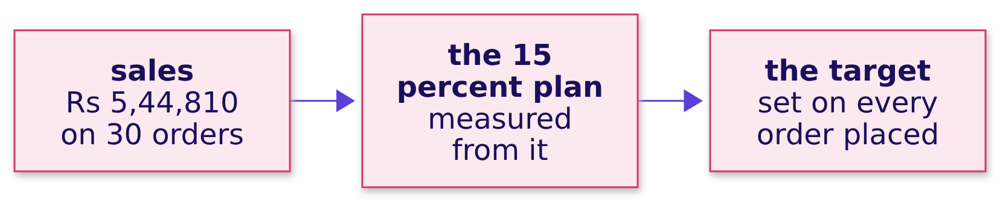 sales
Rs 5,44,810
on 30 orders
the 15
percent plan
measured
from it
the target
set on every
order placed